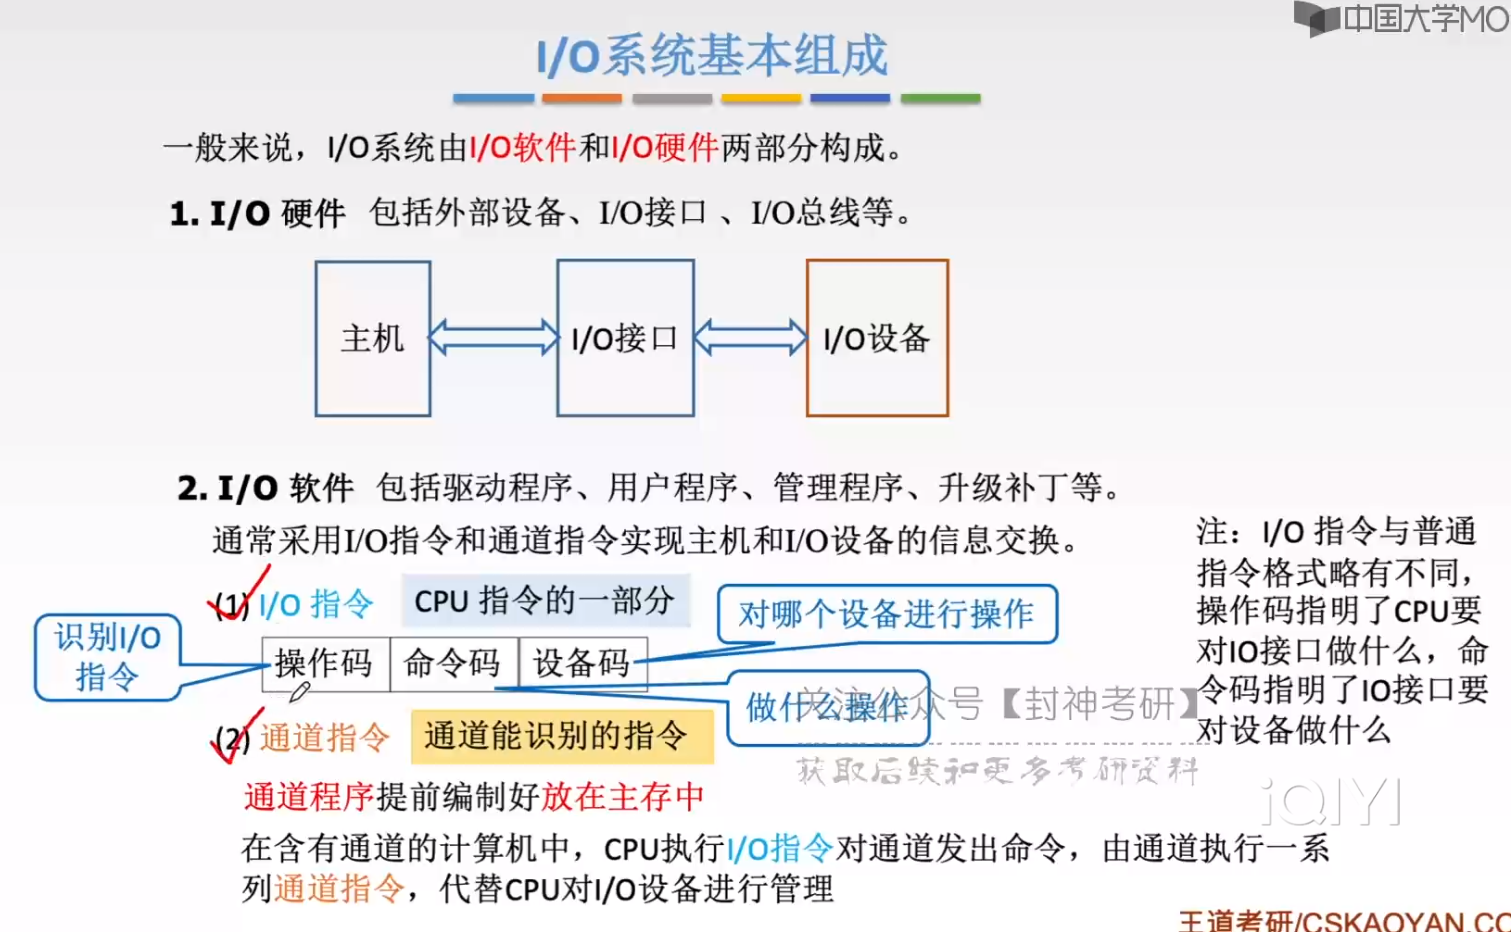 中国大学MO
I/O系统基本组成
一般来说，I/O系统由I/O软件和I/O硬件两部分构成。
1. I/O 硬件 包括外部设备、I/O接口 、I/O总线等。
主机
I/O接口
I/O设备
2. I/O 软件 包括驱动程序、用户程序、管理程序、升级补丁等。
通常采用I/O指令和通道指令实现主机和I/O设备的信息交换。
(1) I/O 指令 CPU 指令的一部分
对哪个设备进行操作
识别I/O
指令
操作码 命令码 设备码
做什么操作
关注公众号【封神考研】
获取后续和更多考研资料
(2) 通道指令 通道能识别的指令
通道程序提前编制好放在主存中
在含有通道的计算机中，CPU执行I/O指令对通道发出命令，由通道执行一系
列通道指令，代替CPU对I/O设备进行管理
注：I/O 指令与普通
指令格式略有不同，
操作码指明了CPU要
对IO接口做什么，命
令码指明了IO接口要
对设备做什么
iQIYI
王道考研/CSKAOYAN.CO